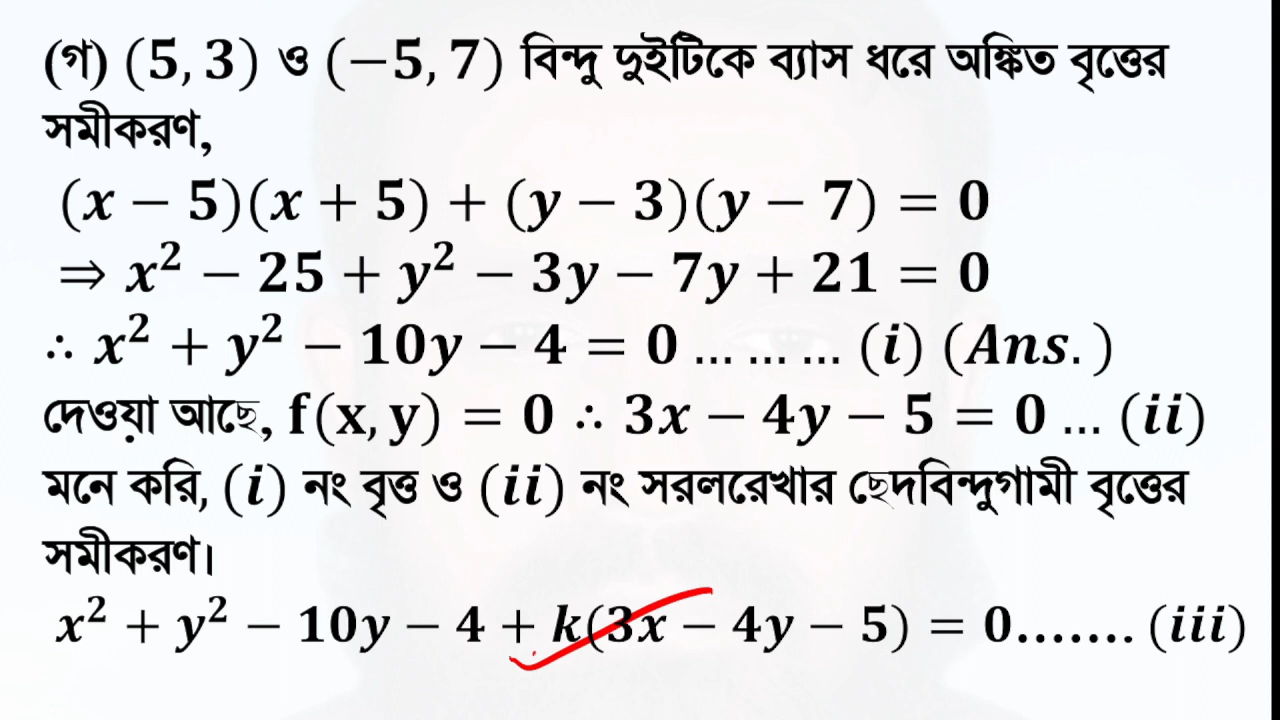 (গ) (5, 3) ও (−5, 7) বিন্দু দুইটিকে ব্যাস ধরে অঙ্কিত বৃত্তের
সমীকরণ,
(x − 5)(x + 5) + (y − 3)(y − 7) = 0
⇒ x² − 25 + y² − 3y − 7y + 21 = 0
∴ x² + y² − 10y − 4 = 0 … … … (i) (Ans. )
দেওয়া আছে, f(x, y) = 0 ∴ 3x − 4y − 5 = 0 … (ii)
মনে করি, (i) নং বৃত্ত ও (ii) নং সরলরেখার ছেদবিন্দুগামী বৃত্তের
সমীকরণ।
x² + y² − 10y − 4 + k(3x − 4y − 5) = 0……. (iii)